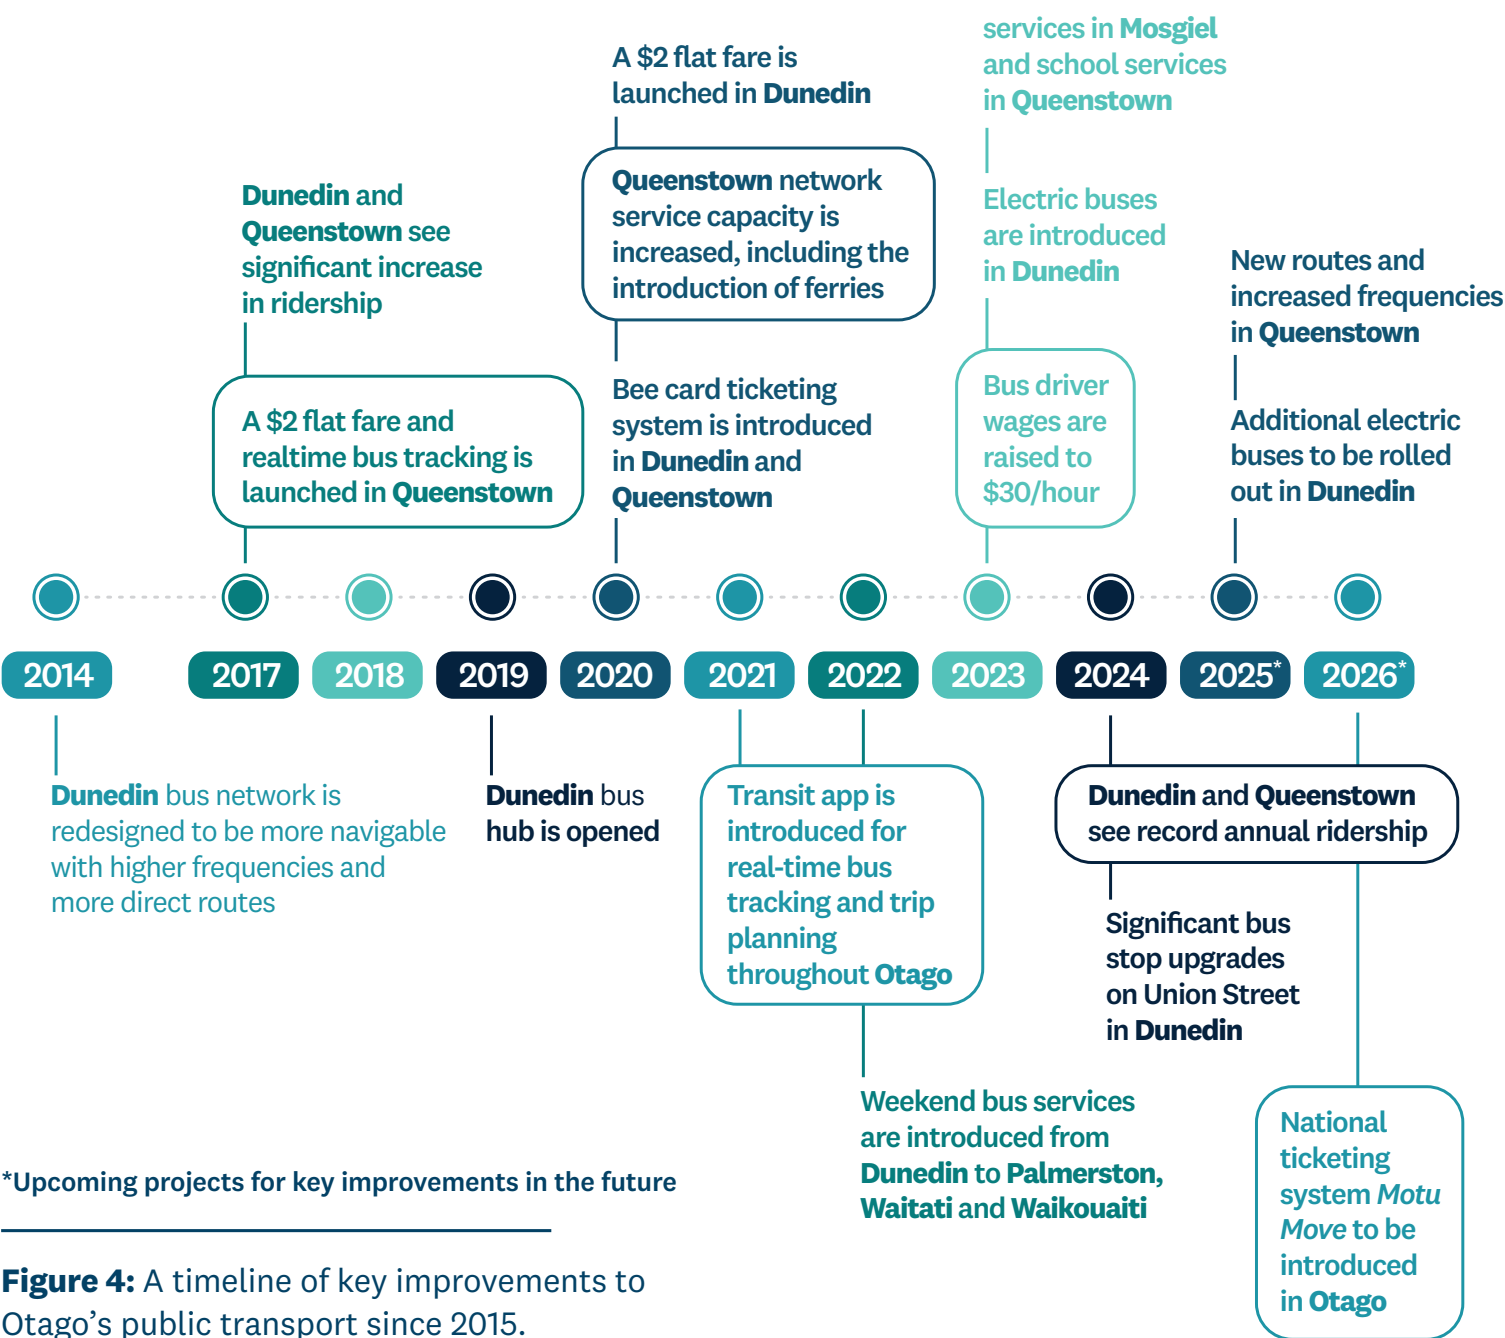 services in Mosgiel
and school services
in Queenstown
A $2 flat fare is
launched in Dunedin
Dunedin and
Queenstown see
significant increase
in ridership
Queenstown network
service capacity is
increased, including the
introduction of ferries
Electric buses
are introduced
in Dunedin
New routes and
increased frequencies
in Queenstown
A $2 flat fare and
realtime bus tracking is
launched in Queenstown
Bee card ticketing
system is introduced
in Dunedin and
Queenstown
Bus driver
wages are
raised to
$30/hour
Additional electric
buses to be rolled
out in Dunedin
2014
2017
2018
2019
2020
2021
2022
2023
2024
2025*
2026*
Dunedin bus network is
redesigned to be more navigable
with higher frequencies and
more direct routes
Dunedin bus
hub is opened
Transit app is
introduced for
real-time bus
tracking and trip
planning
throughout Otago
Dunedin and Queenstown
see record annual ridership
Significant bus
stop upgrades
on Union Street
in Dunedin
Weekend bus services
are introduced from
Dunedin to Palmerston,
Waitati and Waikouaiti
National
ticketing
system Motu
Move to be
introduced
in Otago
*Upcoming projects for key improvements in the future
Figure 4: A timeline of key improvements to
Otago's public transport since 2015.